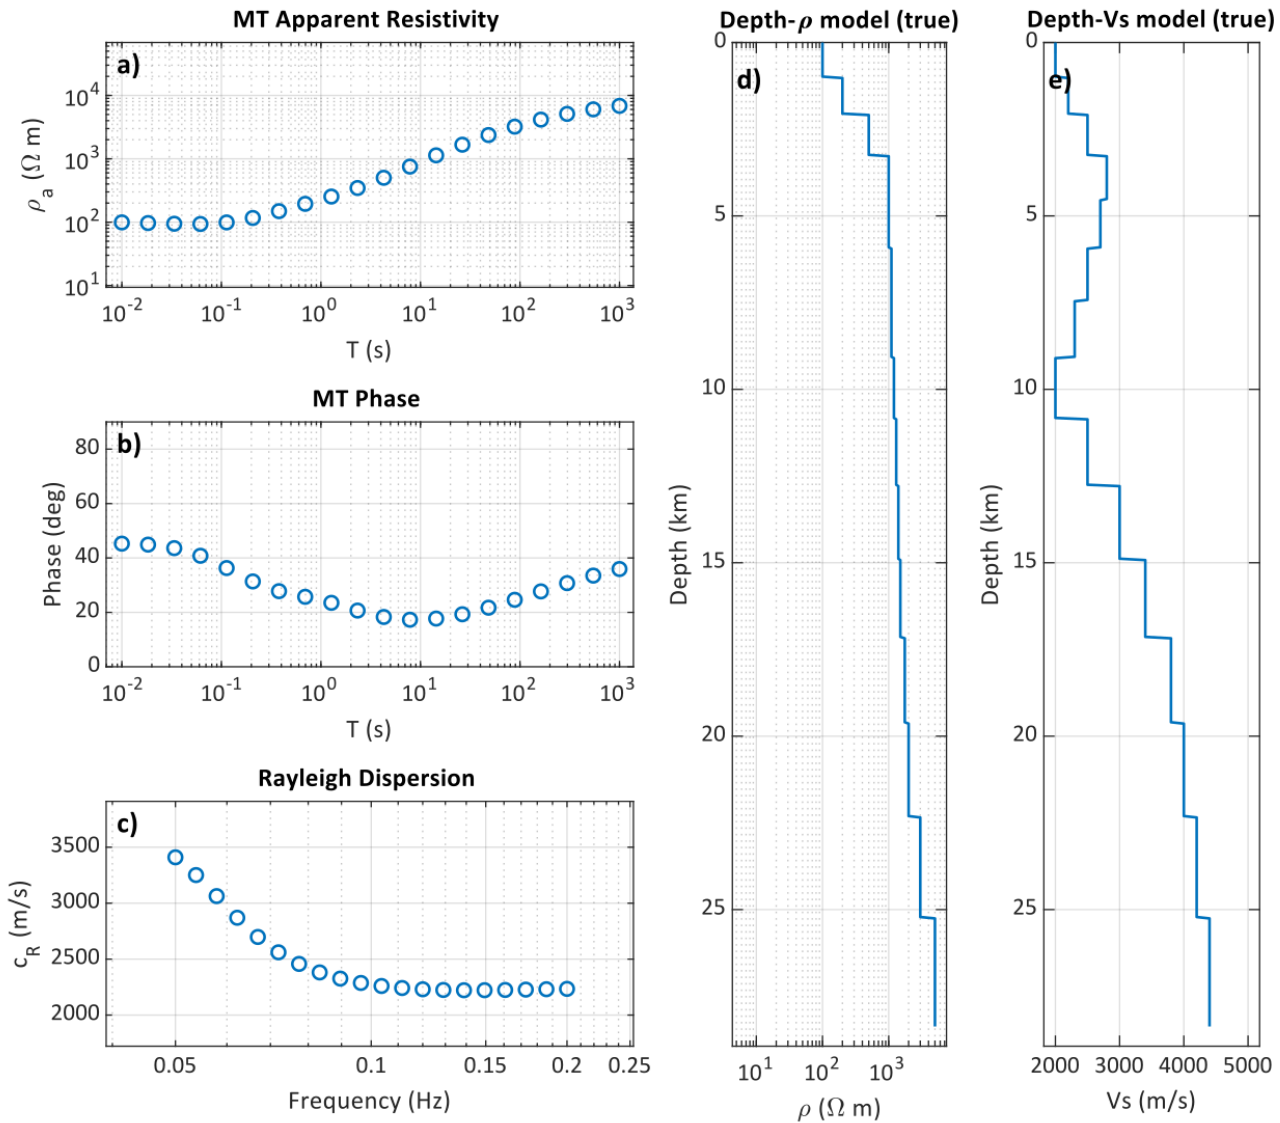 MT Apparent Resistivity
a)
10^4
10^3
10^2
10^1
ρ_a (Ω m)
10^-2 10^-1 10^0 10^1 10^2 10^3
T (s)
MT Phase
b)
80
60
40
20
0
Phase (deg)
10^-2 10^-1 10^0 10^1 10^2 10^3
T (s)
Rayleigh Dispersion
c)
3500
3000
2500
2000
c_R (m/s)
0.05 0.1 0.15 0.2 0.25
Frequency (Hz)
Depth-ρ model (true)
d)
0
5
10
15
20
25
Depth (km)
10^1 10^2 10^3
ρ (Ω m)
Depth-Vs model (true)
e)
0
5
10
15
20
25
Depth (km)
2000 3000 4000 5000
Vs (m/s)